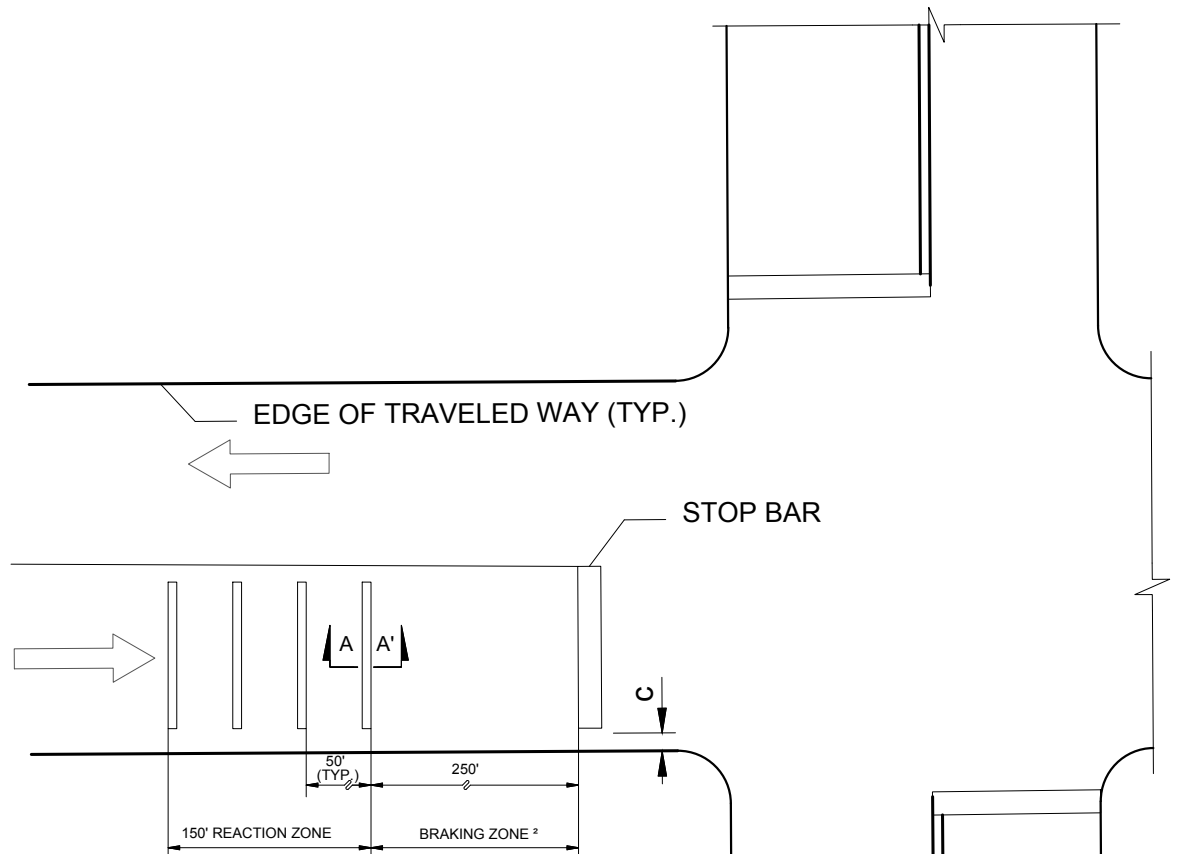 EDGE OF TRAVELED WAY (TYP.)
STOP BAR
A A'
C
50'
(TYP.)
250'
150' REACTION ZONE
BRAKING ZONE ²